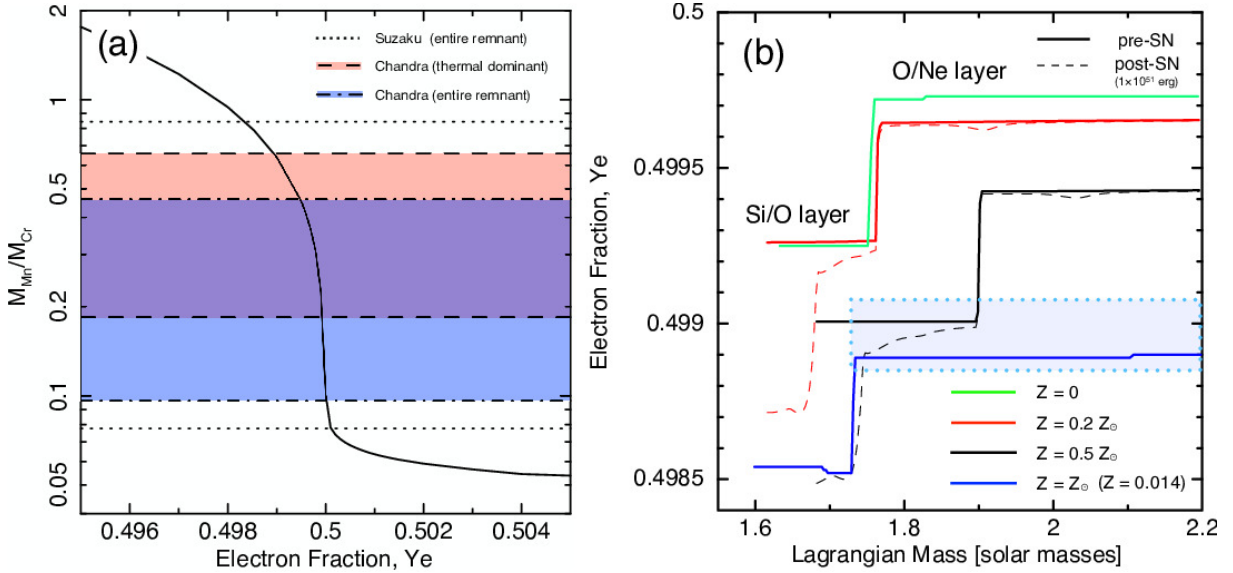 (a)
Suzaku (entire remnant)
Chandra (thermal dominant)
Chandra (entire remnant)
M_Mn/M_Cr
2
1
0.5
0.2
0.1
0.05
0.496
0.498
0.5
0.502
0.504
Electron Fraction, Ye
(b)
pre-SN
post-SN
(1×10⁵¹ erg)
O/Ne layer
Si/O layer
Electron Fraction, Ye
0.5
0.4995
0.499
0.4985
Z = 0
Z = 0.2 Z⊙
Z = 0.5 Z⊙
Z = Z⊙ (Z = 0.014)
1.6
1.8
2
2.2
Lagrangian Mass [solar masses]